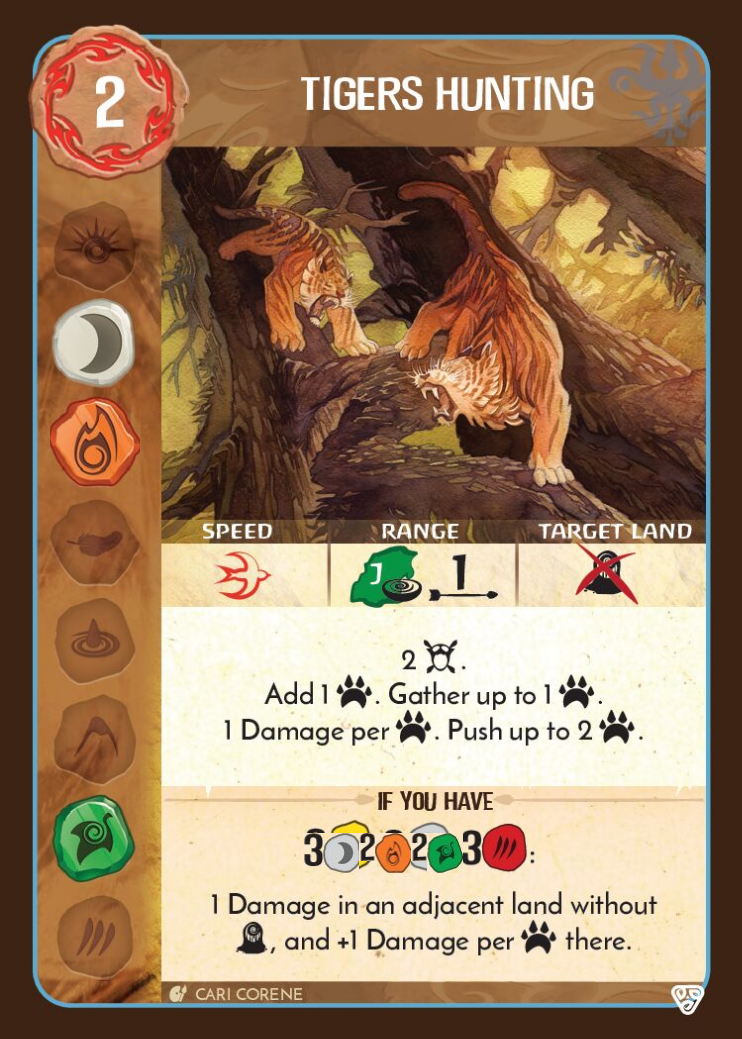 2
TIGERS HUNTING
SPEED RANGE TARGET LAND
J 1
2 .
Add 1 . Gather up to 1 .
1 Damage per . Push up to 2 .
IF YOU HAVE
3 2 2 3 :
1 Damage in an adjacent land without
, and +1 Damage per there.
CARI CORENE